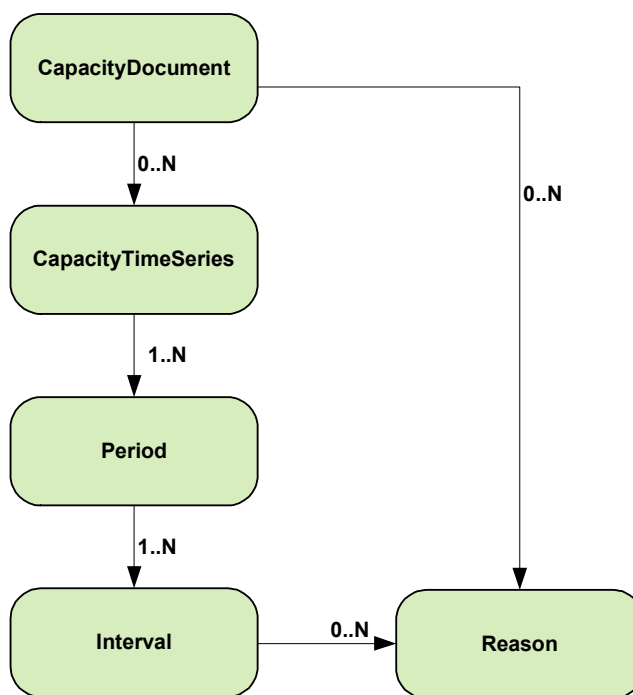 CapacityDocument
0..N
0..N
CapacityTimeSeries
1..N
Period
1..N
Interval
0..N
Reason